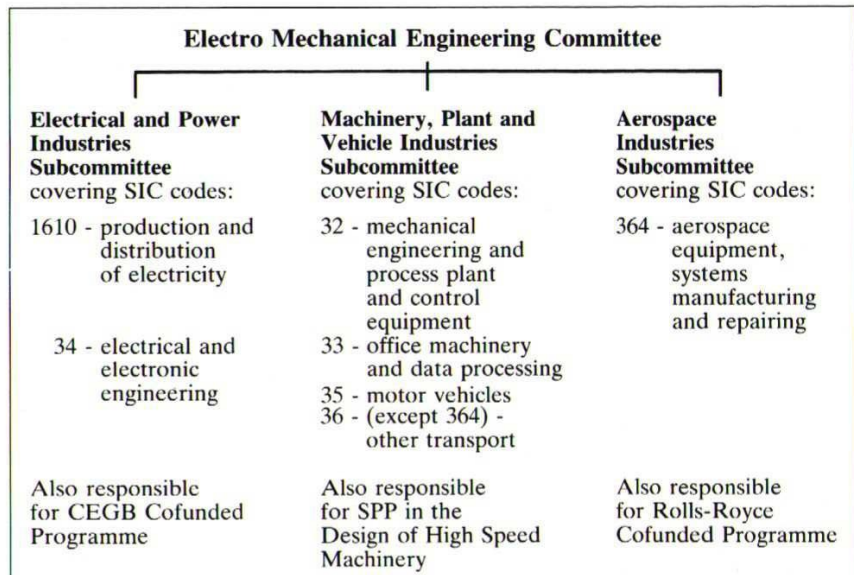 Electro Mechanical Engineering Committee
Electrical and Power
Industries
Subcommittee
covering SIC codes:
1610 - production and
distribution
of electricity
34 - electrical and
electronic
engineering
Also responsible
for CEGB Cofunded
Programme
Machinery, Plant and
Vehicle Industries
Subcommittee
covering SIC codes:
32 - mechanical
engineering and
process plant
and control
equipment
33 - office machinery
and data processing
35 - motor vehicles
36 - (except 364) -
other transport
Also responsible
for SPP in the
Design of High Speed
Machinery
Aerospace
Industries
Subcommittee
covering SIC codes:
364 - aerospace
equipment,
systems
manufacturing
and repairing
Also responsible
for Rolls-Royce
Cofunded Programme